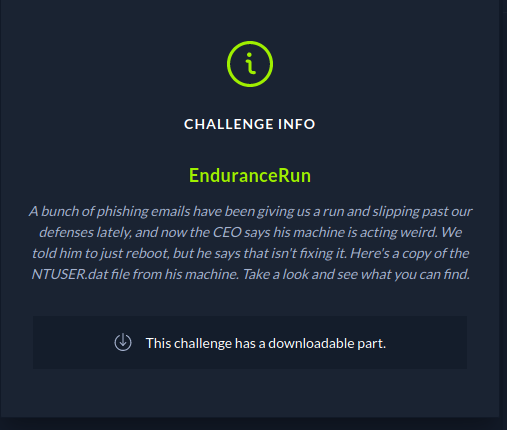 CHALLENGE INFO
EnduranceRun
A bunch of phishing emails have been giving us a run and slipping past our
defenses lately, and now the CEO says his machine is acting weird. We
told him to just reboot, but he says that isn't fixing it. Here's a copy of the
NTUSER.dat file from his machine. Take a look and see what you can find.
This challenge has a downloadable part.